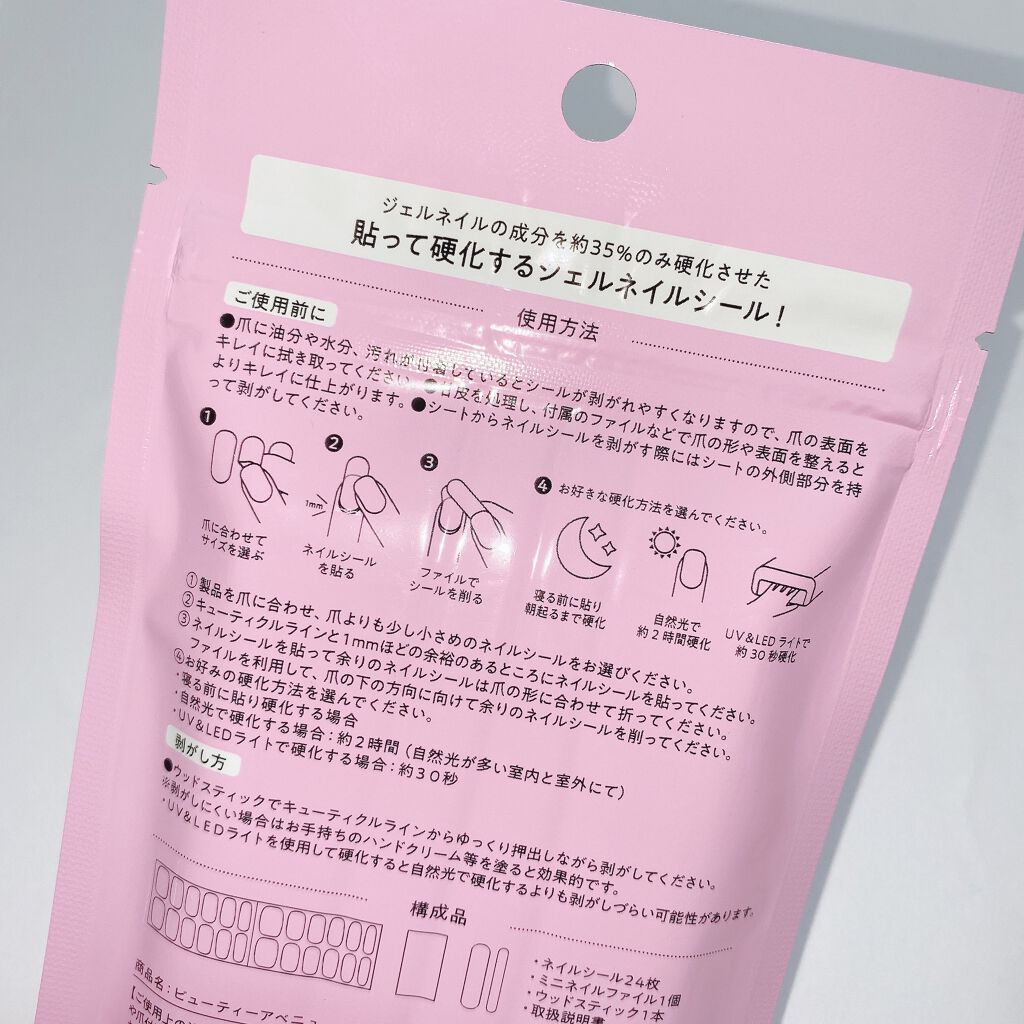 ジェルネイルの成分を約35%のみ硬化させた
貼って硬化するジェルネイルシール!
使用方法
ご使用前に
●爪に油分や水分、汚れが付着しているとシールが剥がれやすくなりますので、爪の表面を
キレイに拭き取ってください。●甘皮を処理し、付属のファイルなどで爪の形や表面を整えると
よりキレイに仕上がります。●シートからネイルシールを剥がす際にはシートの外側部分を持
って剥がしてください。
❶
爪に合わせて
サイズを選ぶ
❷
1mm
ネイルシール
を貼る
❸
ファイルで
シールを削る
❹ お好きな硬化方法を選んでください。
寝る前に貼り
朝起るまで硬化
自然光で
約2時間硬化
UV&LEDライトで
約30秒硬化
①製品を爪に合わせ、爪よりも少し小さめのネイルシールをお選びください。
②キューティクルラインと1mmほどの余裕のあるところにネイルシールを貼ってください。
③ネイルシールを貼って余りのネイルシールは爪の形に合わせて折ってください。
ファイルを利用して、爪の下の方向に向けて余りのネイルシールを削ってください。
④お好みの硬化方法を選んでください。
・寝る前に貼り硬化する場合
・自然光で硬化する場合:約2時間(自然光が多い室内と室外にて)
・UV&LEDライトで硬化する場合:約30秒
剥がし方
●ウッドスティックでキューティクルラインからゆっくり押出しながら剥がしてください。
※剥がしにくい場合はお手持ちのハンドクリーム等を塗ると効果的です。
・UV&LEDライトを使用して硬化すると自然光で硬化するよりも剥がしづらい可能性があります。
構成品
・ネイルシール24枚
・ミニネイルファイル1個
・ウッドスティック1本
・取扱説明書
商品名:ビューティーアベニュ
【ご使用上の
や爪付